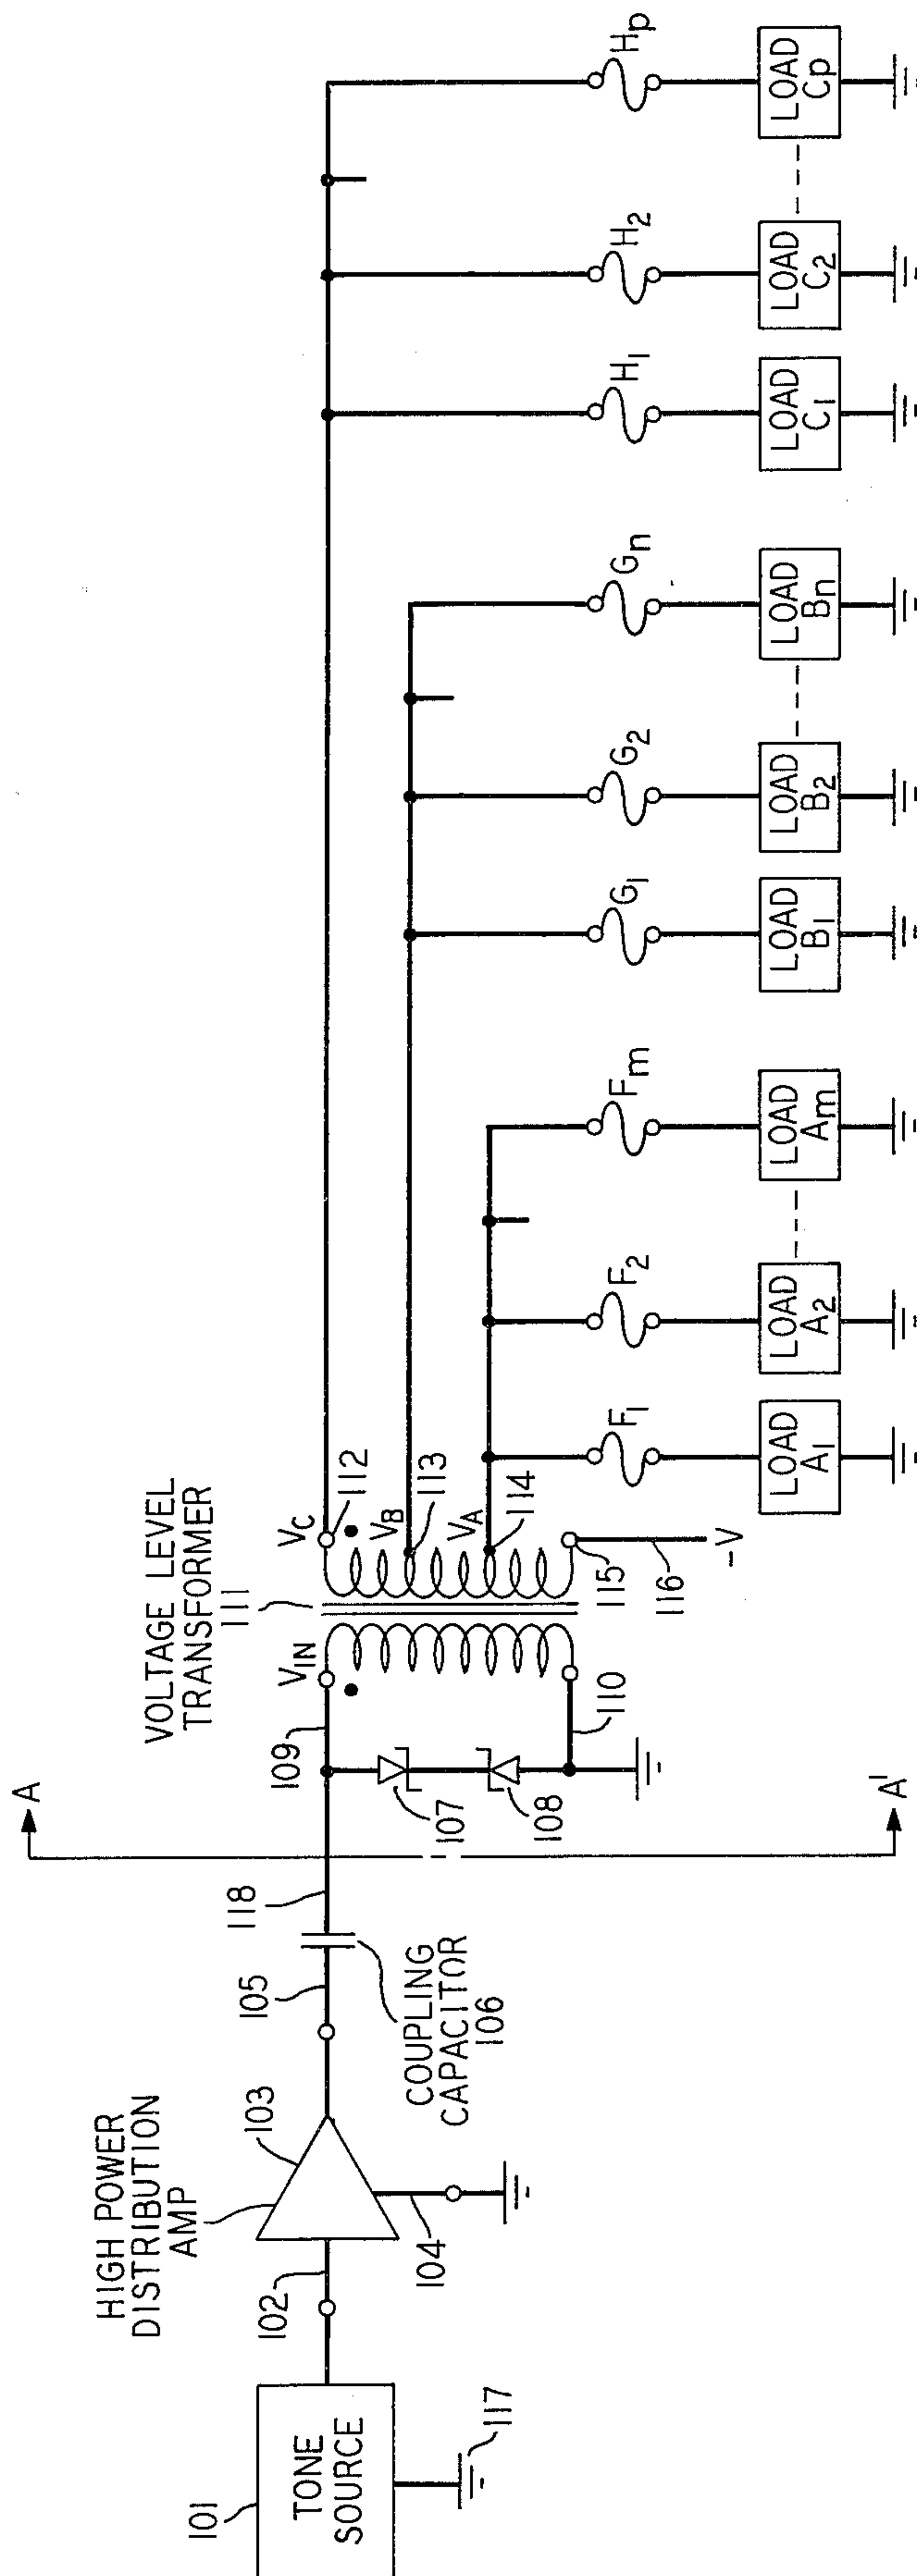 101
TONE
SOURCE
117
102
HIGH POWER
DISTRIBUTION
AMP
103
104
105
COUPLING
CAPACITOR
106
118
A
A'
109
107
108
110
VOLTAGE LEVEL
TRANSFORMER
111
VIN
VC
112
VB
113
VA
114
115
116
-V
F1
F2
Fm
G1
G2
Gn
H1
H2
Hp
LOAD
A1
LOAD
A2
LOAD
Am
LOAD
B1
LOAD
B2
LOAD
Bn
LOAD
C1
LOAD
C2
LOAD
Cp